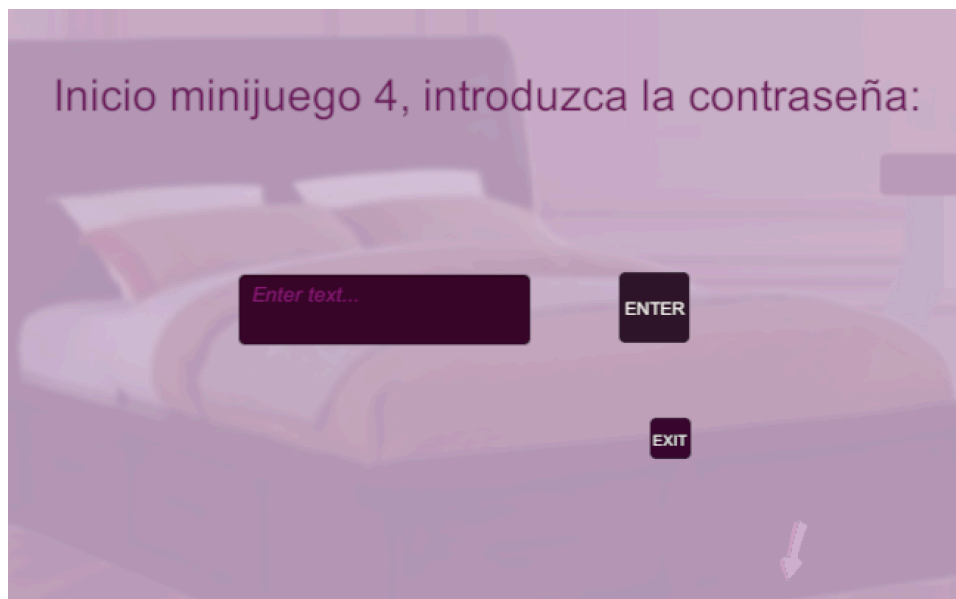 Inicio minijuego 4, introduzca la contraseña:
Enter text...
ENTER
EXIT